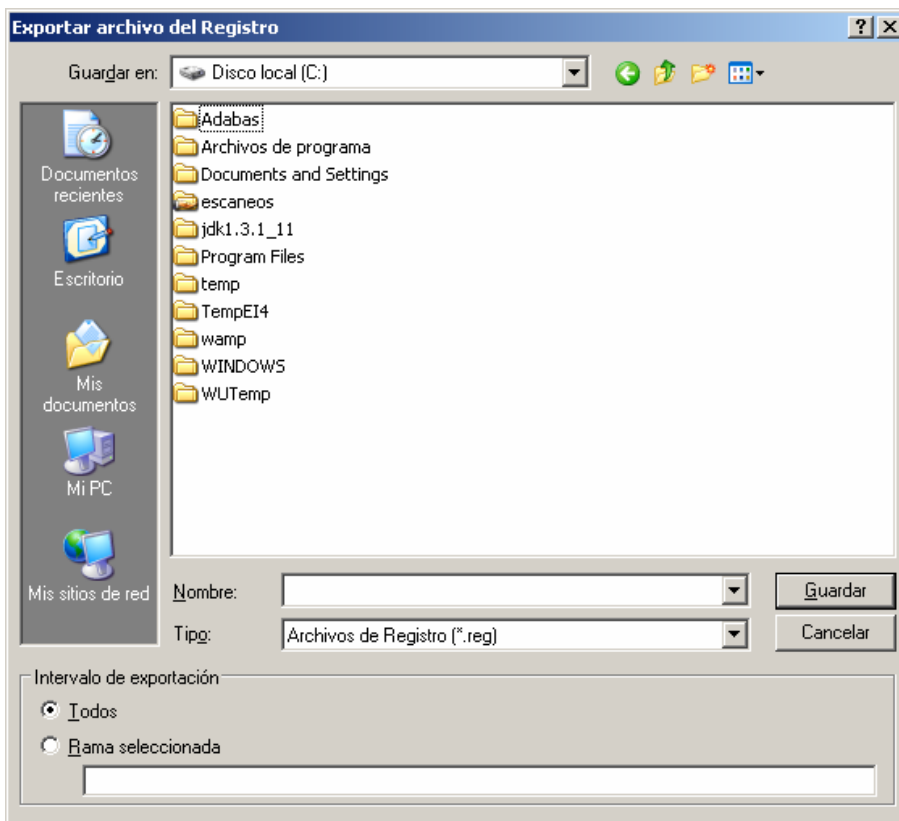 Exportar archivo del Registro
Guardar en:
Disco local (C:)
Documentos
recientes
Escritorio
Mis
documentos
Mi PC
Mis sitios de red
Adabas
Archivos de programa
Documents and Settings
escaneos
jdk1.3.1_11
Program Files
temp
TempEI4
wamp
WINDOWS
WUTemp
Nombre:
Guardar
Tipo:
Archivos de Registro (*.reg)
Cancelar
Intervalo de exportación
Todos
Rama seleccionada